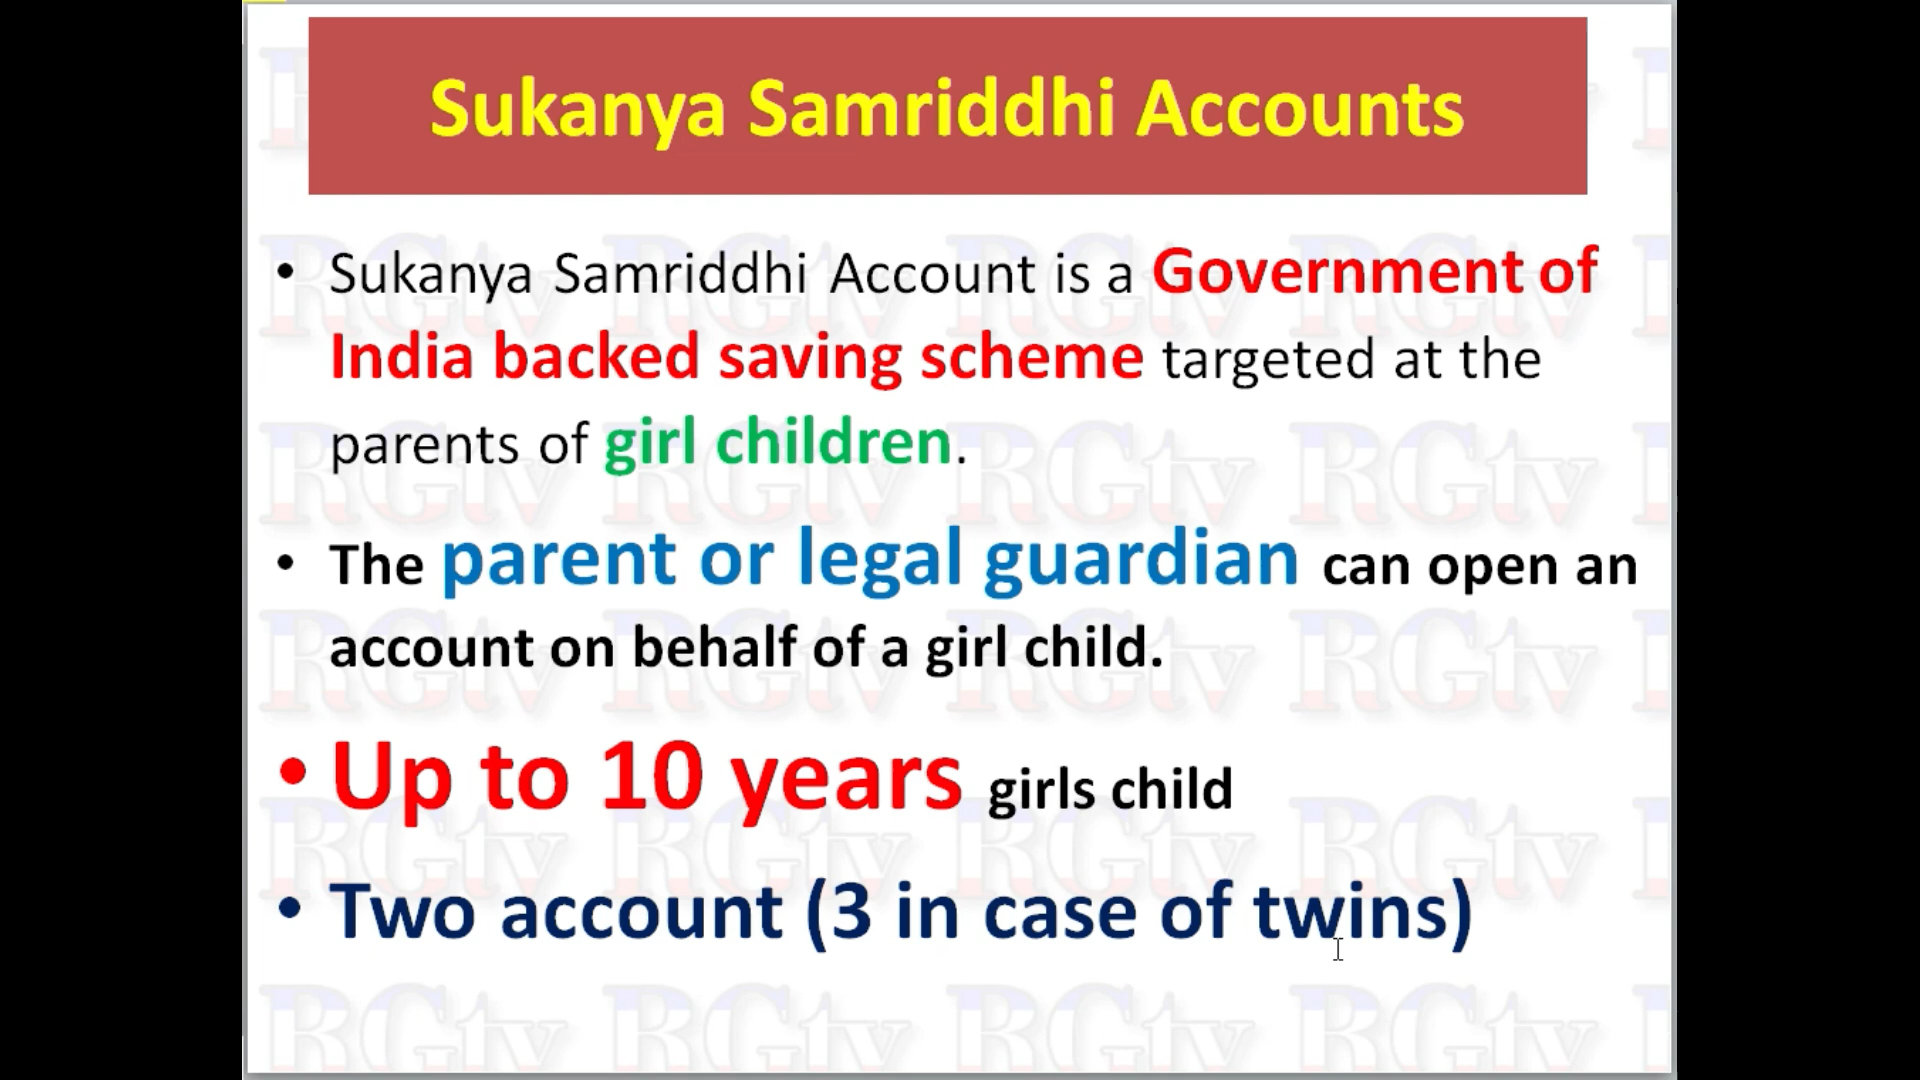 Sukanya Samriddhi Accounts
• Sukanya Samriddhi Account is a Government of
India backed saving scheme targeted at the
parents of girl children.
• The parent or legal guardian can open an
account on behalf of a girl child.
• Up to 10 years girls child
• Two account (3 in case of twins)
RGtv